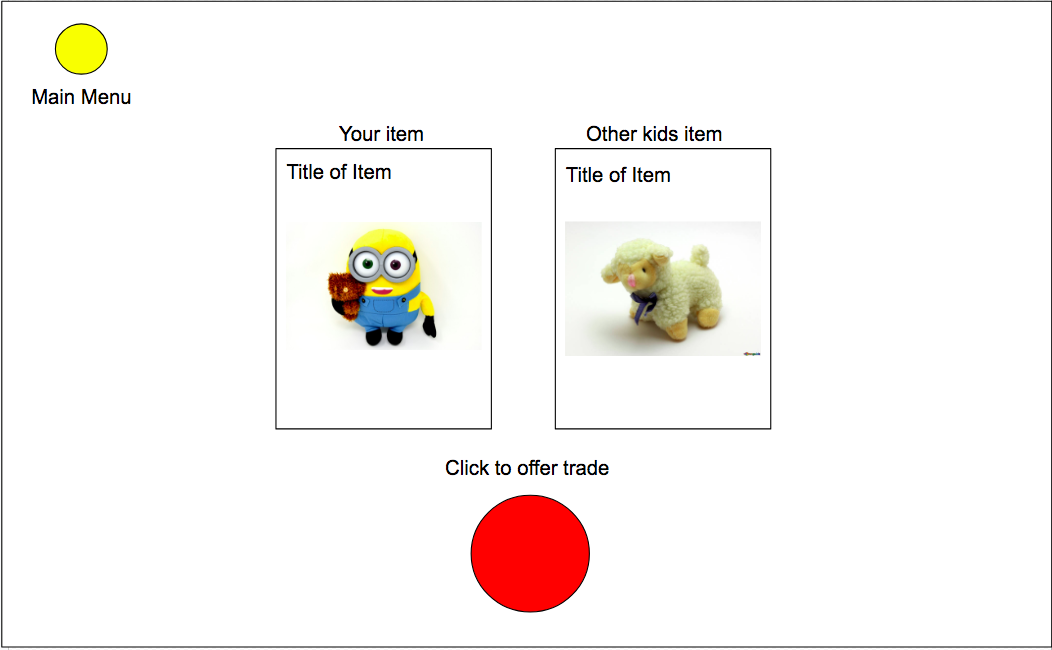 Main Menu
Your item
Other kids item
Title of Item
Title of Item
Click to offer trade